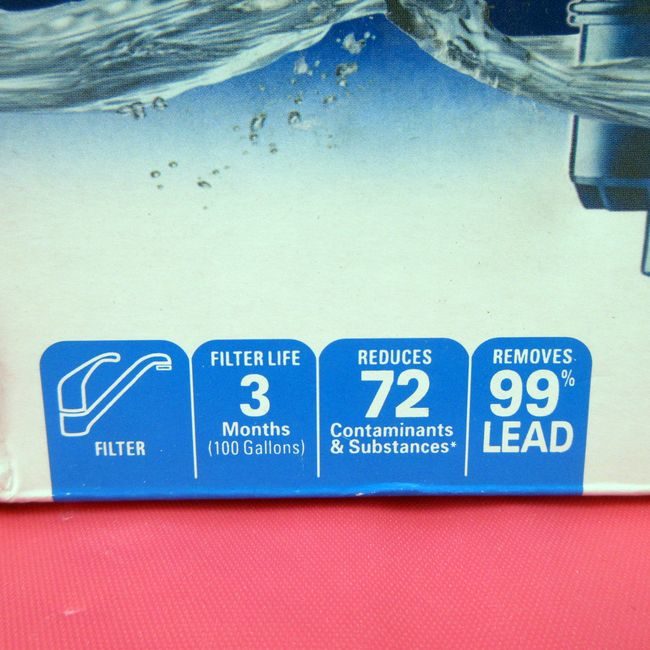 FILTER
FILTER LIFE
3
Months
(100 Gallons)
REDUCES
72
Contaminants
& Substances*
REMOVES
99%
LEAD